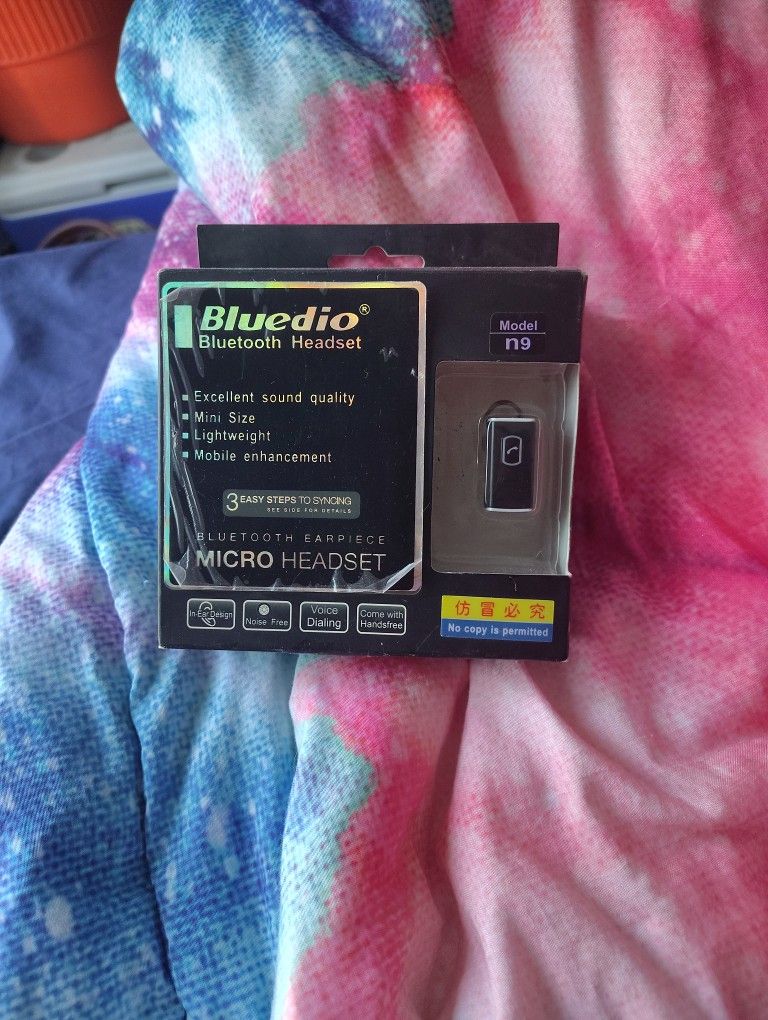 Bluedio®
Bluetooth Headset
Model
n9
Excellent sound quality
Mini Size
Lightweight
Mobile enhancement
3 EASY STEPS TO SYNCING
SEE SIDE FOR DETAILS
BLUETOOTH EARPIECE
MICRO HEADSET
In-Ear Design
Noise Free
Voice
Dialing
Come with
Handsfree
仿冒必究
No copy is permitted